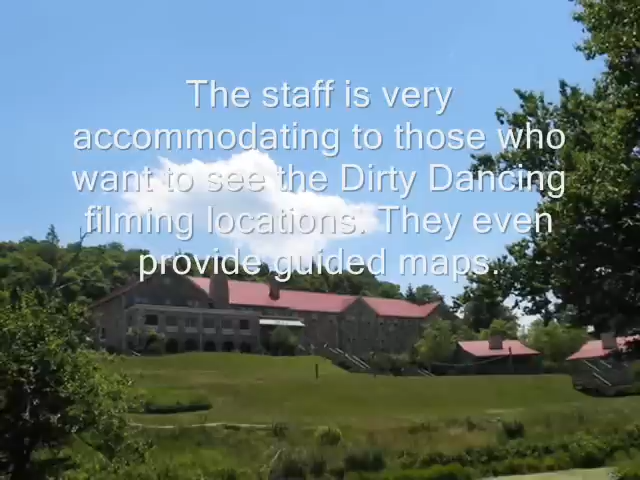 The staff is very
accommodating to those who
want to see the Dirty Dancing
filming locations. They even
provide guided maps.